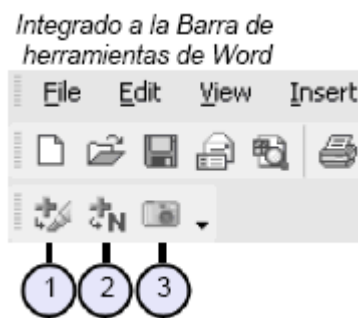 Integrado a la Barra de
herramientas de Word
File Edit View Insert
N
1 2 3